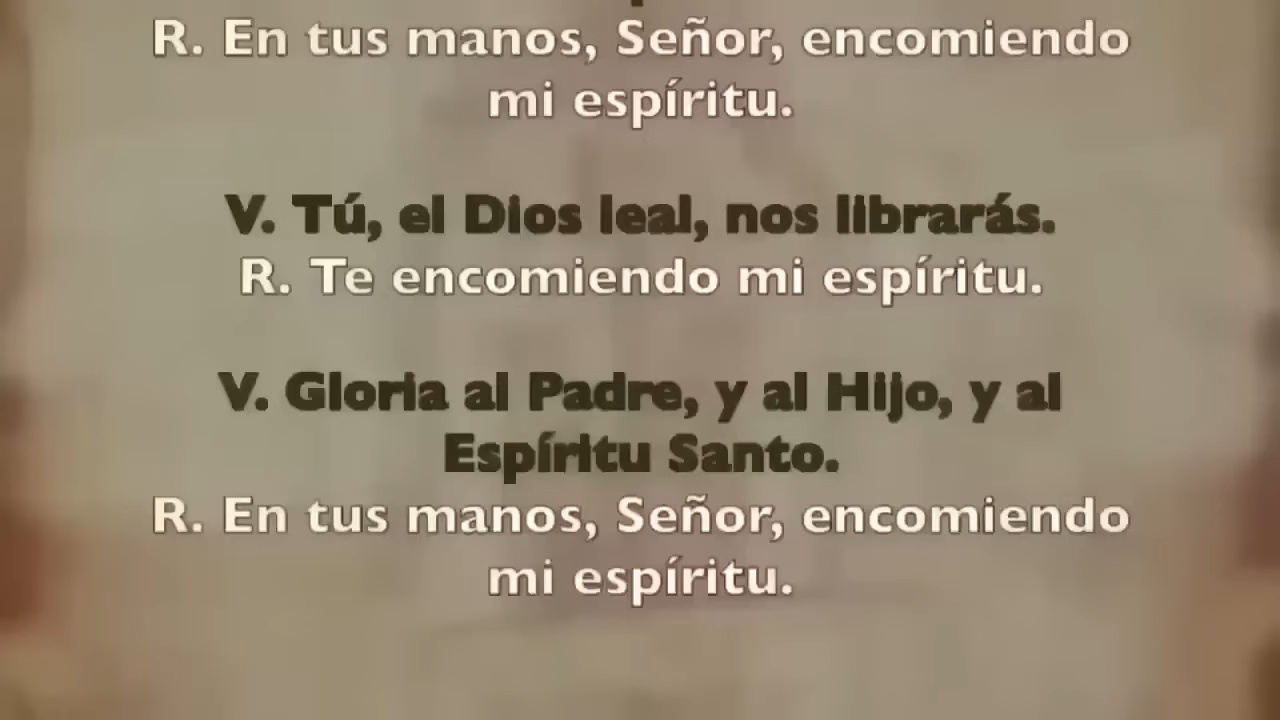 R. En tus manos, Señor, encomiendo
mi espíritu.
V. Tú, el Dios leal, nos librarás.
R. Te encomiendo mi espíritu.
V. Gloria al Padre, y al Hijo, y al
Espíritu Santo.
R. En tus manos, Señor, encomiendo
mi espíritu.